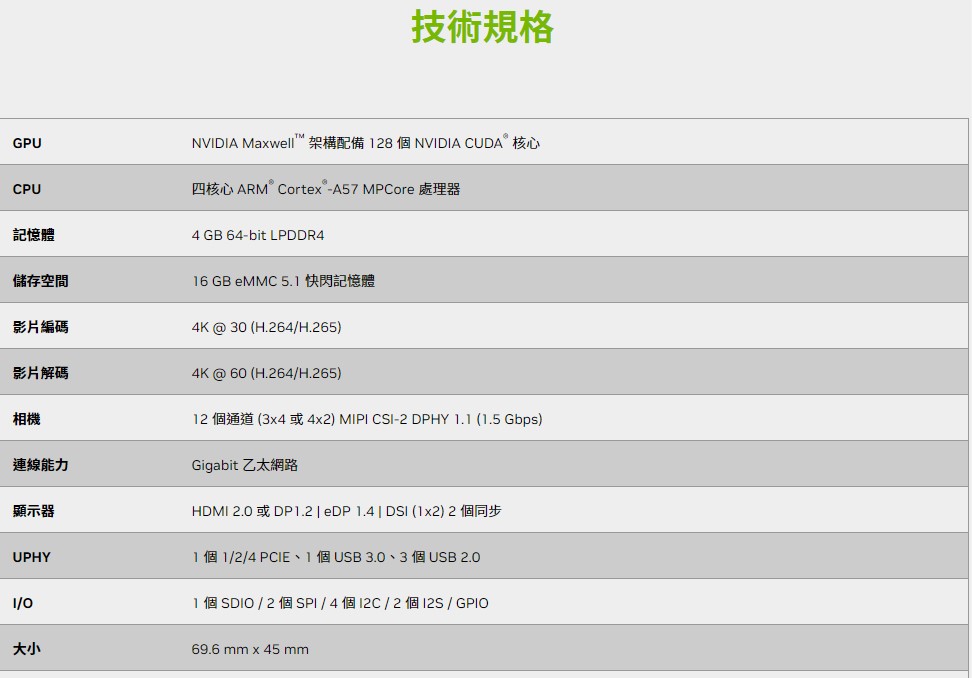 技術規格
GPU NVIDIA Maxwell™ 架構配備 128 個 NVIDIA CUDA® 核心
CPU 四核心 ARM® Cortex®-A57 MPCore 處理器
記憶體 4 GB 64-bit LPDDR4
儲存空間 16 GB eMMC 5.1 快閃記憶體
影片編碼 4K @ 30 (H.264/H.265)
影片解碼 4K @ 60 (H.264/H.265)
相機 12 個通道 (3x4 或 4x2) MIPI CSI-2 DPHY 1.1 (1.5 Gbps)
連線能力 Gigabit 乙太網路
顯示器 HDMI 2.0 或 DP1.2 | eDP 1.4 | DSI (1x2) 2 個同步
UPHY 1 個 1/2/4 PCIE、1 個 USB 3.0、3 個 USB 2.0
I/O 1 個 SDIO / 2 個 SPI / 4 個 I2C / 2 個 I2S / GPIO
大小 69.6 mm x 45 mm